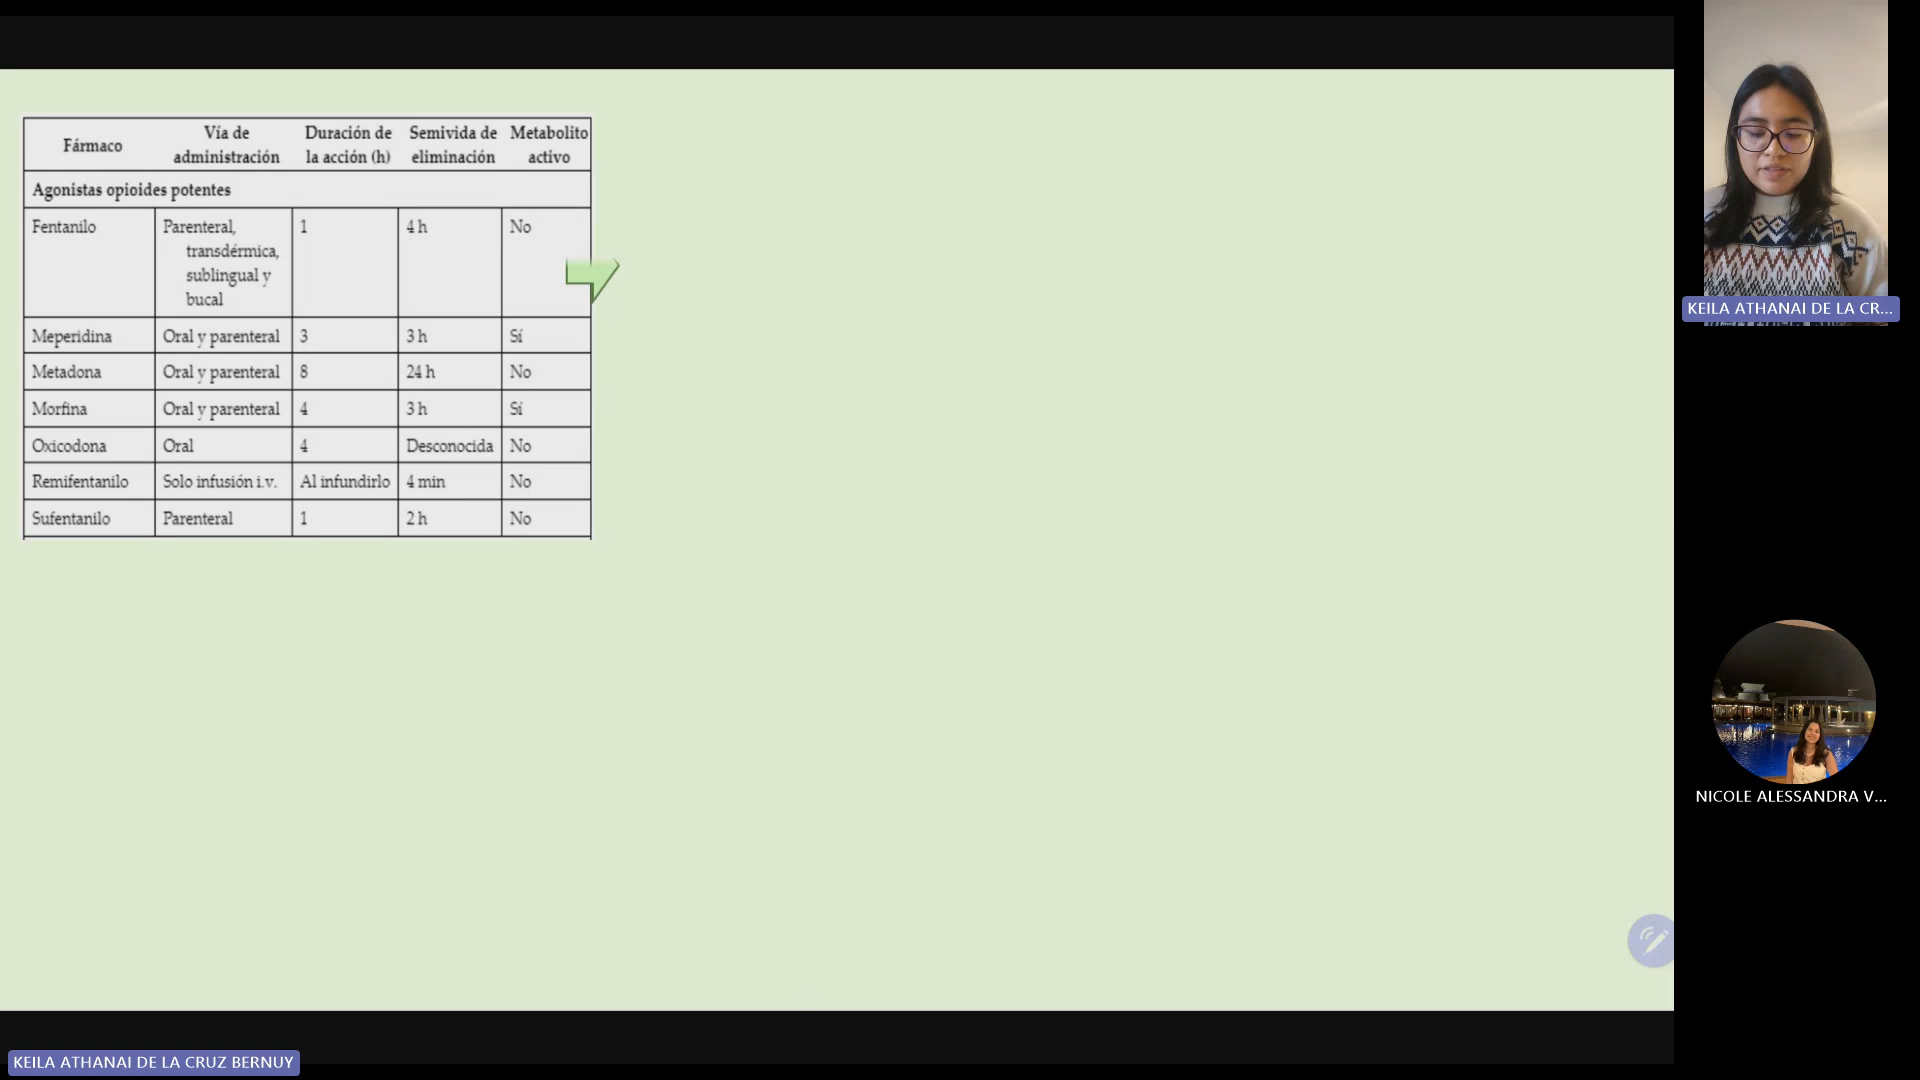 Fármaco
Vía de administración
Duración de la acción (h)
Semivida de eliminación
Metabolito activo
Agonistas opioides potentes
Fentanilo
Parenteral,
transdérmica,
sublingual y
bucal
1
4 h
No
Meperidina Oral y parenteral 3 3 h Sí
Metadona Oral y parenteral 8 24 h No
Morfina Oral y parenteral 4 3 h Sí
Oxicodona Oral 4 Desconocida No
Remifentanilo Solo infusión i.v. Al infundirlo 4 min No
Sufentanilo Parenteral 1 2 h No
KEILA ATHANAI DE LA CR...
NICOLE ALESSANDRA V...
KEILA ATHANAI DE LA CRUZ BERNUY